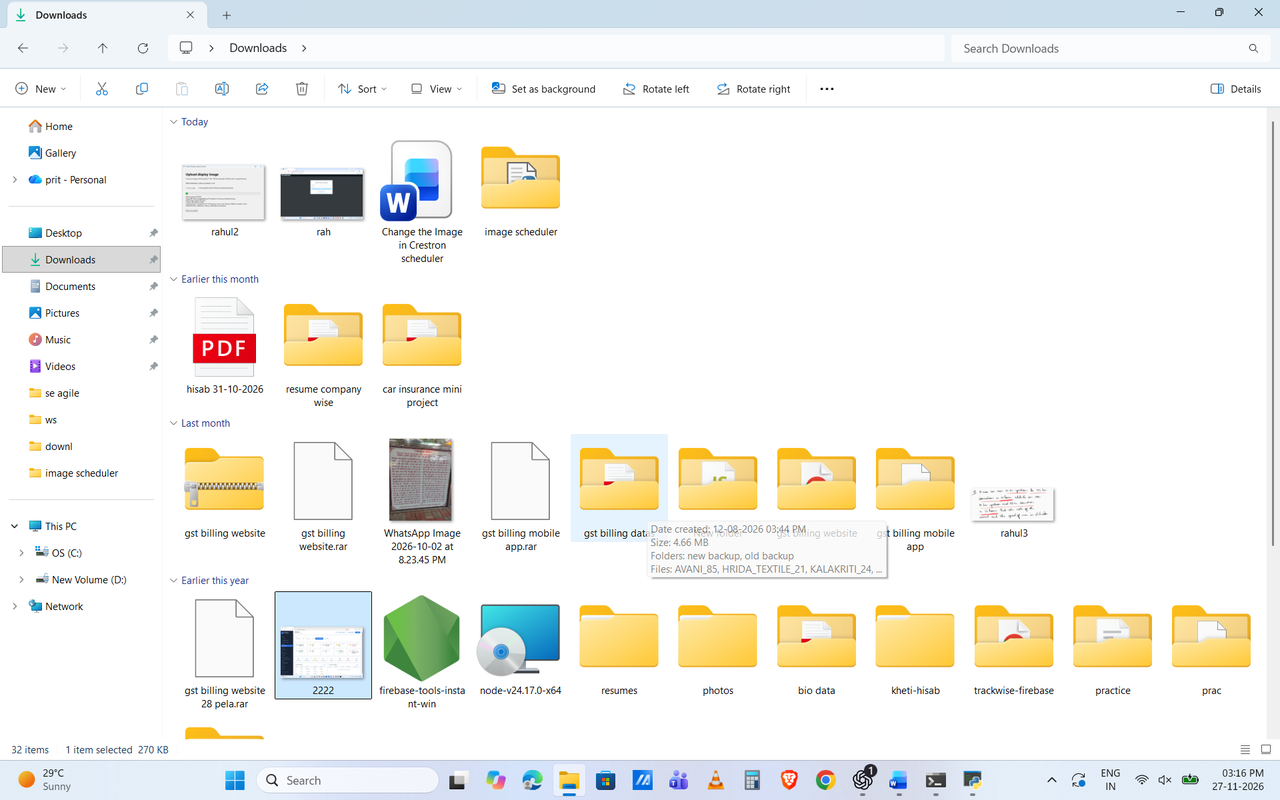 Downloads
Downloads
Search Downloads
New
Sort
View
Set as background
Rotate left
Rotate right
Details
Home
Gallery
prit - Personal
Desktop
Downloads
Documents
Pictures
Music
Videos
se agile
ws
downl
image scheduler
This PC
OS (C:)
New Volume (D:)
Network
Today
rahul2
rah
W
Change the Image
in Crestron
scheduler
image scheduler
Earlier this month
PDF
hisab 31-10-2026
resume company
wise
car insurance mini
project
Last month
gst billing website
gst billing
website.rar
WhatsApp Image
2026-10-02 at
8.23.45 PM
gst billing mobile
app.rar
gst billing data
New folder
gst billing website
gst billing mobile
app
rahul3
Date created: 12-08-2026 03:44 PM
Size: 4.66 MB
Folders: new backup, old backup
Files: AVANI_85, HRIDA_TEXTILE_21, KALAKRITI_24, ...
Earlier this year
gst billing website
28 pela.rar
2222
firebase-tools-insta
nt-win
node-v24.17.0-x64
resumes
photos
bio data
kheti-hisab
trackwise-firebase
practice
prac
32 items
1 item selected 270 KB
29°C
Sunny
Search
1
ENG
IN
03:16 PM
27-11-2026